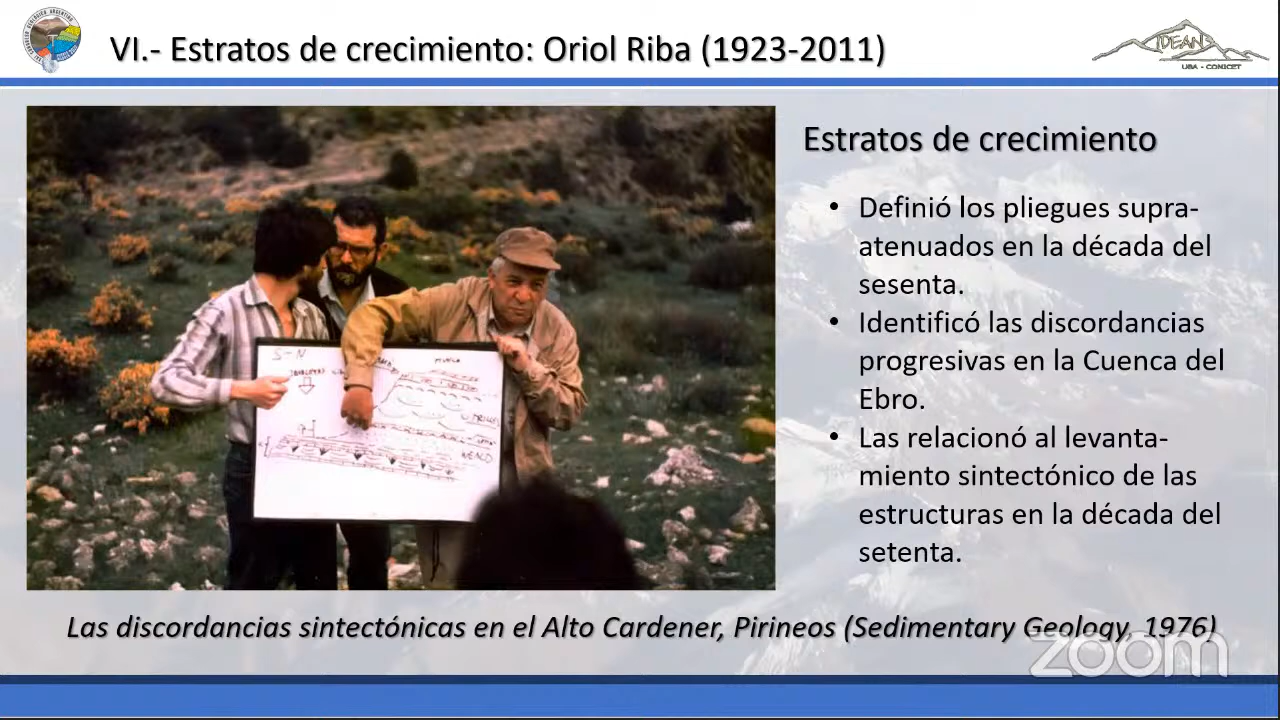 VI.- Estratos de crecimiento: Oriol Riba (1923-2011)
IDEAN
UBA - CONICET
Estratos de crecimiento
• Definió los pliegues supra-
atenuados en la década del
sesenta.
• Identificó las discordancias
progresivas en la Cuenca del
Ebro.
• Las relacionó al levanta-
miento sintectónico de las
estructuras en la década del
setenta.
S-N
Las discordancias sintectónicas en el Alto Cardener, Pirineos (Sedimentary Geology, 1976)
zoom